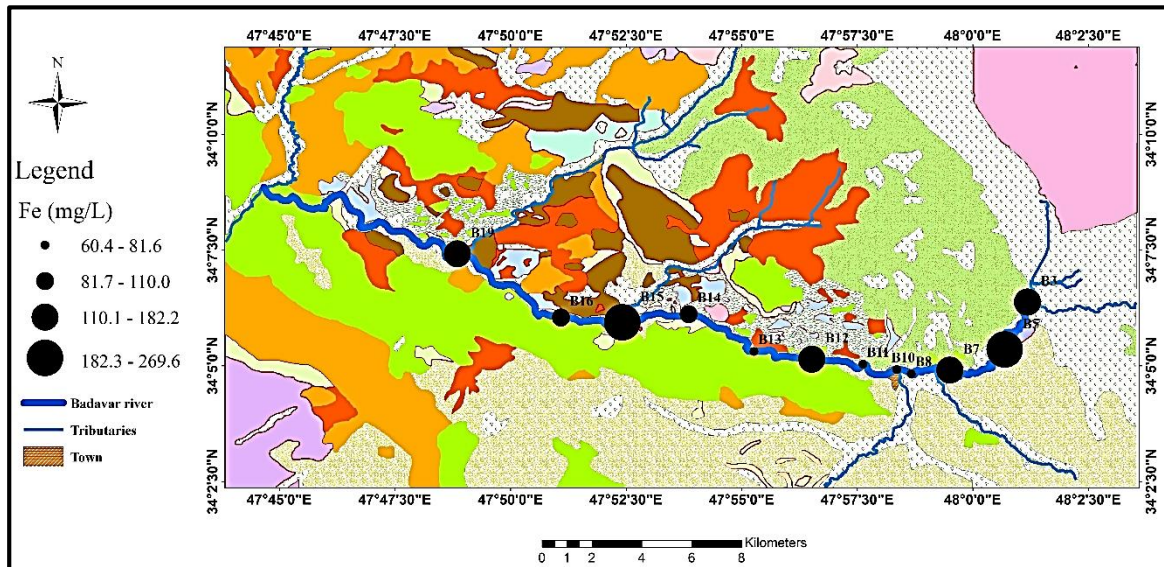 47°45'0"E 47°47'30"E 47°50'0"E 47°52'30"E 47°55'0"E 47°57'30"E 48°0'0"E 48°2'30"E
N
34°10'0"N
34°7'30"N
34°5'0"N
34°2'30"N
Legend
Fe (mg/L)
60.4 - 81.6
81.7 - 110.0
110.1 - 182.2
182.3 - 269.6
Badavar river
Tributaries
Town
B19
B16
B15
B14
B13
B12
B11
B10
B8
B7
B5
B3
34°10'0"N
34°7'30"N
34°5'0"N
34°2'30"N
47°45'0"E 47°47'30"E 47°50'0"E 47°52'30"E 47°55'0"E 47°57'30"E 48°0'0"E 48°2'30"E
0 1 2 4 6 8 Kilometers